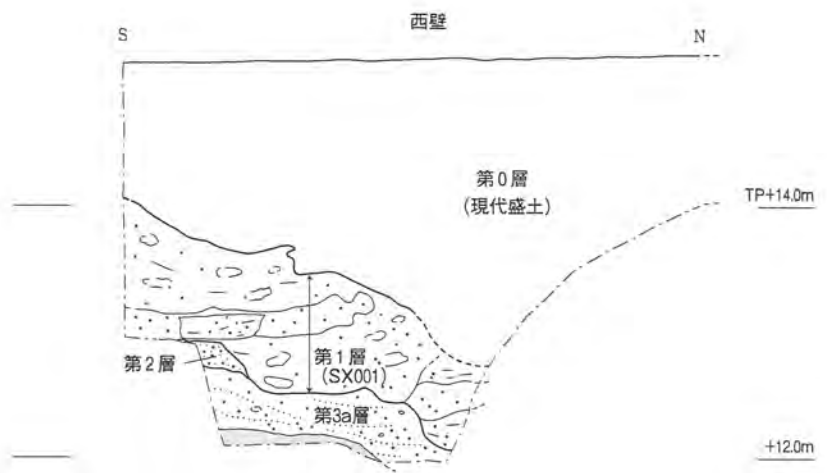 西壁
S
N
第0層
(現代盛土)
TP+14.0m
第2層
第1層
(SX001)
第3a層
+12.0m